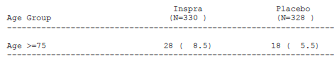 Inspra Placebo
Age Group (N=330 ) (N=328 )
Age >=75 28 ( 8.5) 18 ( 5.5)